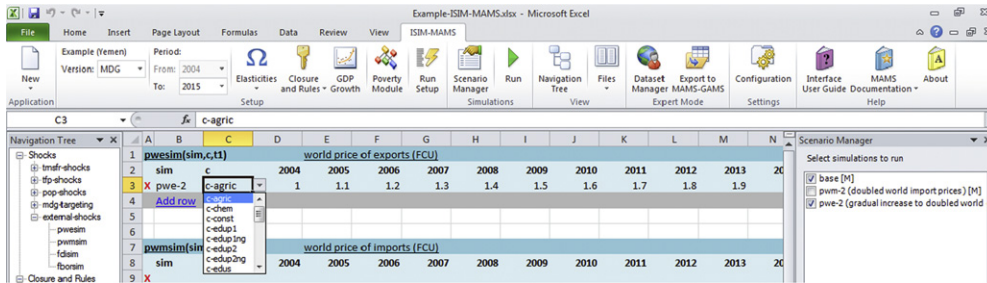 Example-ISIM-MAMS.xlsx - Microsoft Excel
File Home Insert Page Layout Formulas Data Review View ISIM-MAMS
New
Application
Example (Yemen)
Version: MDG
Period:
From: 2004
To: 2015
Elasticities
Closure and Rules
GDP Growth
Poverty Module
Run Setup
Setup
Scenario Manager
Run
Simulations
Navigation Tree
Files
View
Dataset Manager
Export to MAMS-GAMS
Expert Mode
Configuration
Settings
Interface User Guide
MAMS Documentation
About
Help
C3 fx c-agric
Navigation Tree
Shocks
tmsfr-shocks
tfp-shocks
pop-shocks
mdg-targeting
external-shocks
pwesim
pwmsim
fdisim
fborsim
Closure and Rules
A B C D E F G H I J K L M N
1 pwesim(sim,c,t1) world price of exports (FCU)
2 sim c 2004 2005 2006 2007 2008 2009 2010 2011 2012 2013 20
3 X pwe-2 c-agric 1 1.1 1.2 1.3 1.4 1.5 1.6 1.7 1.8 1.9
4 Add row
5
6
7 pwmsim(sim world price of imports (FCU)
8 sim 2004 2005 2006 2007 2008 2009 2010 2011 2012 2013 20
9 X
c-agric
c-chem
c-const
c-edup1
c-edup1ng
c-edup2
c-edup2ng
c-edus
Scenario Manager
Select simulations to run
base [M]
pwm-2 (doubled world import prices) [M]
pwe-2 (gradual increase to doubled world